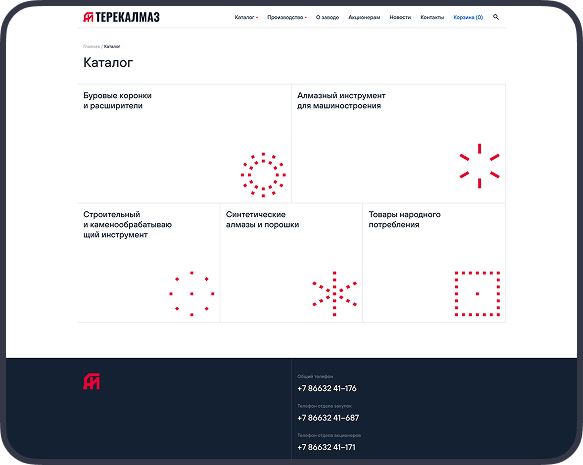 ТЕРЕКАЛМАЗ
Каталог Производство О заводе Акционерам Новости Контакты Корзина (0)
Главная / Каталог
Каталог
Буровые коронки
и расширители
Алмазный инструмент
для машиностроения
Строительный
и каменообрабатываю
щий инструмент
Синтетические
алмазы и порошки
Товары народного
потребления
Общий телефон
+7 86632 41–176
Телефон отдела закупок
+7 86632 41–687
Телефон отдела акционеров
+7 86632 41–171